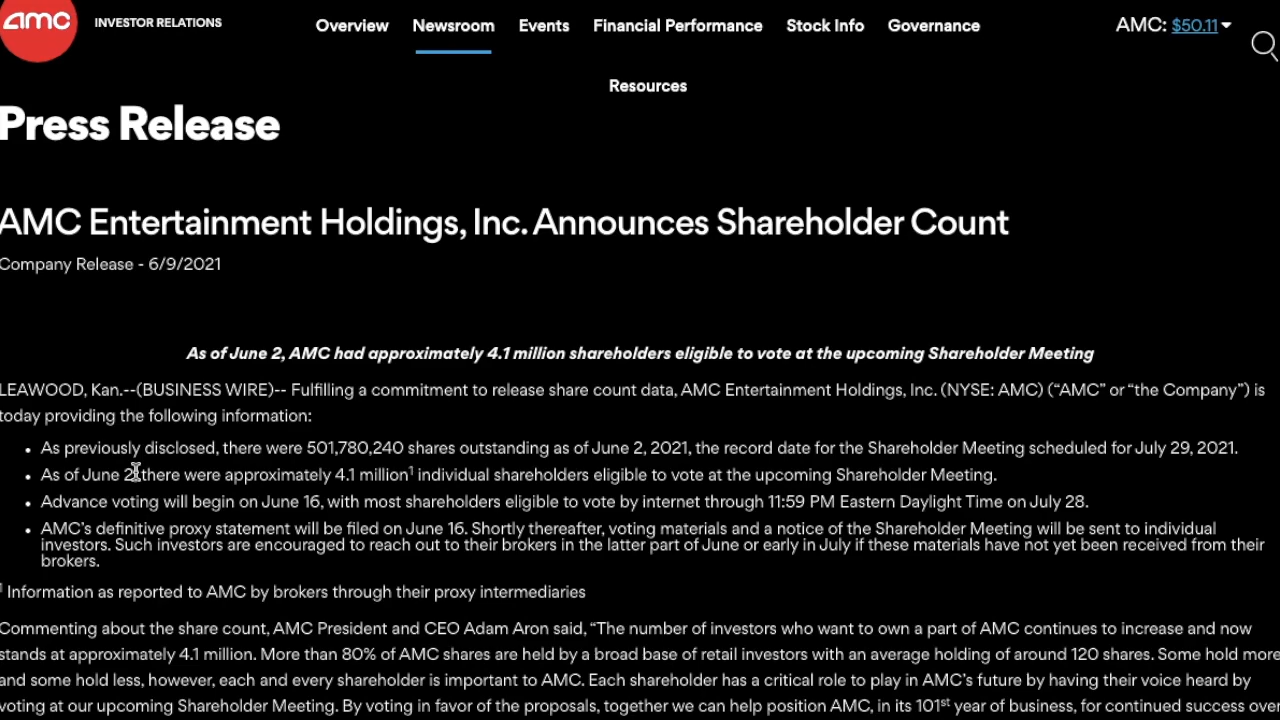 amc INVESTOR RELATIONS Overview Newsroom Events Financial Performance Stock Info Governance AMC: $50.11
Resources
Press Release
AMC Entertainment Holdings, Inc. Announces Shareholder Count
Company Release - 6/9/2021
As of June 2, AMC had approximately 4.1 million shareholders eligible to vote at the upcoming Shareholder Meeting
LEAWOOD, Kan.--(BUSINESS WIRE)-- Fulfilling a commitment to release share count data, AMC Entertainment Holdings, Inc. (NYSE: AMC) (“AMC” or “the Company”) is
today providing the following information:
• As previously disclosed, there were 501,780,240 shares outstanding as of June 2, 2021, the record date for the Shareholder Meeting scheduled for July 29, 2021.
• As of June 2, there were approximately 4.1 million¹ individual shareholders eligible to vote at the upcoming Shareholder Meeting.
• Advance voting will begin on June 16, with most shareholders eligible to vote by internet through 11:59 PM Eastern Daylight Time on July 28.
• AMC’s definitive proxy statement will be filed on June 16. Shortly thereafter, voting materials and a notice of the Shareholder Meeting will be sent to individual
investors. Such investors are encouraged to reach out to their brokers in the latter part of June or early in July if these materials have not yet been received from their
brokers.
¹ Information as reported to AMC by brokers through their proxy intermediaries
Commenting about the share count, AMC President and CEO Adam Aron said, “The number of investors who want to own a part of AMC continues to increase and now
stands at approximately 4.1 million. More than 80% of AMC shares are held by a broad base of retail investors with an average holding of around 120 shares. Some hold more
and some hold less, however, each and every shareholder is important to AMC. Each shareholder has a critical role to play in AMC’s future by having their voice heard by
voting at our upcoming Shareholder Meeting. By voting in favor of the proposals, together we can help position AMC, in its 101ˢᵗ year of business, for continued success over